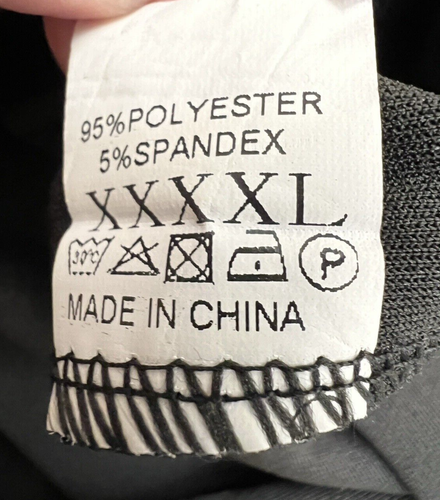 95%POLYESTER
5%SPANDEX
XXXXL
30°C P
MADE IN CHINA